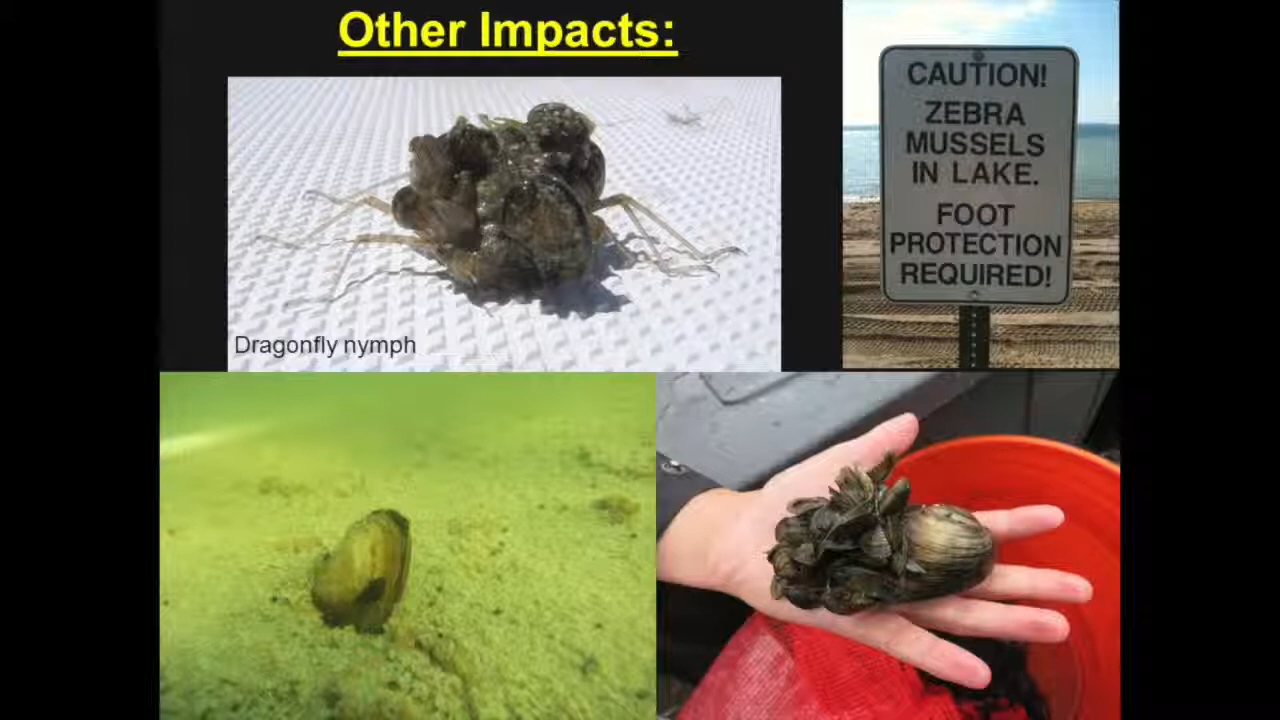 Other Impacts:
CAUTION!
ZEBRA
MUSSELS
IN LAKE.
FOOT
PROTECTION
REQUIRED!
Dragonfly nymph